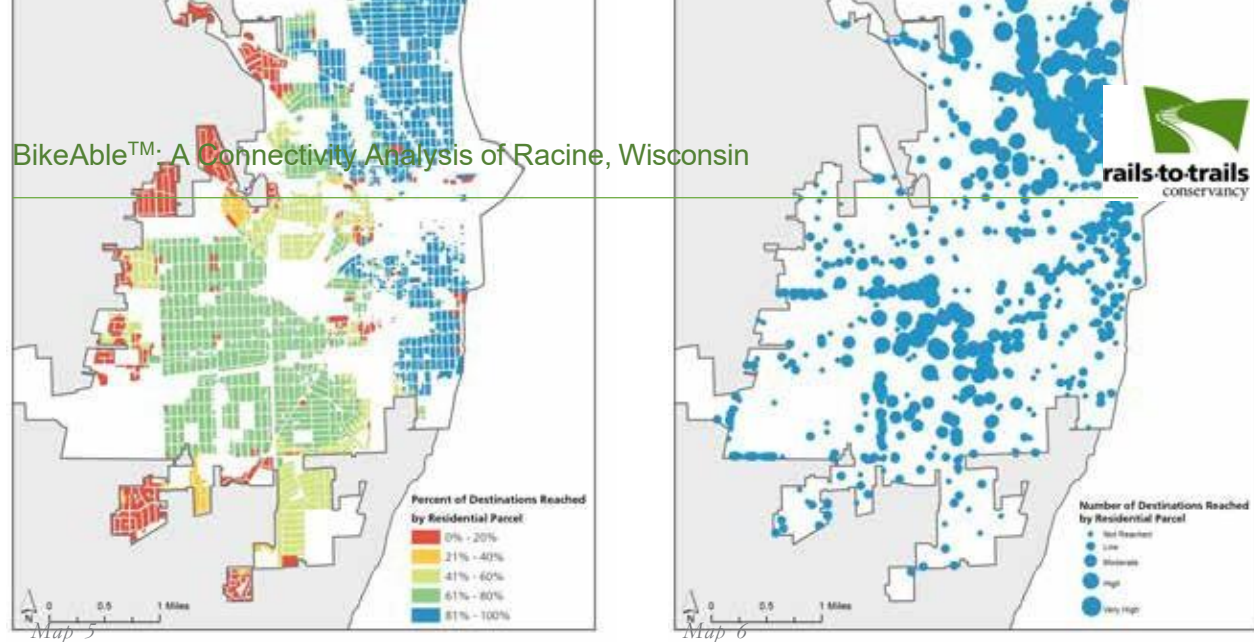 BikeAble™: A Connectivity Analysis of Racine, Wisconsin
rails·to·trails
conservancy
Percent of Destinations Reached
by Residential Parcel
0% - 20%
21% - 40%
41% - 60%
61% - 80%
81% - 100%
N
0 0.5 1 Miles
Map 5
Number of Destinations Reached
by Residential Parcel
Not Reached
Low
Moderate
High
Very High
N
0 0.5 1 Miles
Map 6